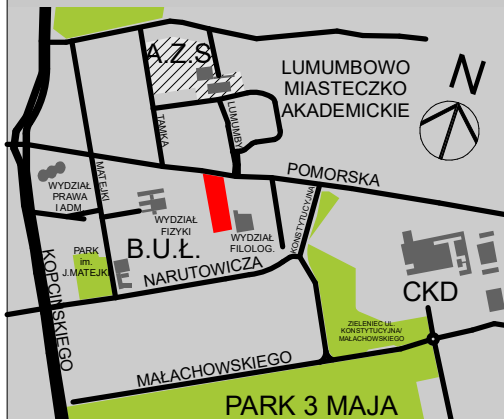 A.Z.S
LUMUMBOWO
MIASTECZKO
AKADEMICKIE
N
TAMKA
LUMUMBY
MATEJKI
POMORSKA
WYDZIAŁ
PRAWA
I ADM.
WYDZIAŁ
FIZYKI
WYDZIAŁ
FILOLOG.
KONSTYTUCYJNA
B.U.Ł.
PARK
im.
J.MATEJKI
NARUTOWICZA
KOPCIŃSKIEGO
CKD
ZIELENIEC UL.
KONSTYTUCYJNA/
MAŁACHOWSKIEGO
MAŁACHOWSKIEGO
PARK 3 MAJA